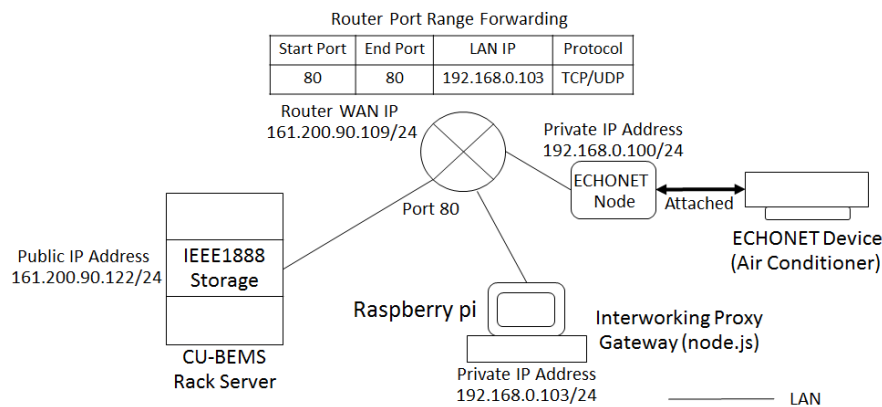 Router Port Range Forwarding
Start Port End Port LAN IP Protocol
80 80 192.168.0.103 TCP/UDP
Router WAN IP
161.200.90.109/24
Private IP Address
192.168.0.100/24
ECHONET
Node
Attached
ECHONET Device
(Air Conditioner)
Port 80
Public IP Address
161.200.90.122/24
IEEE1888
Storage
CU-BEMS
Rack Server
Raspberry pi
Interworking Proxy
Gateway (node.js)
Private IP Address
192.168.0.103/24
LAN